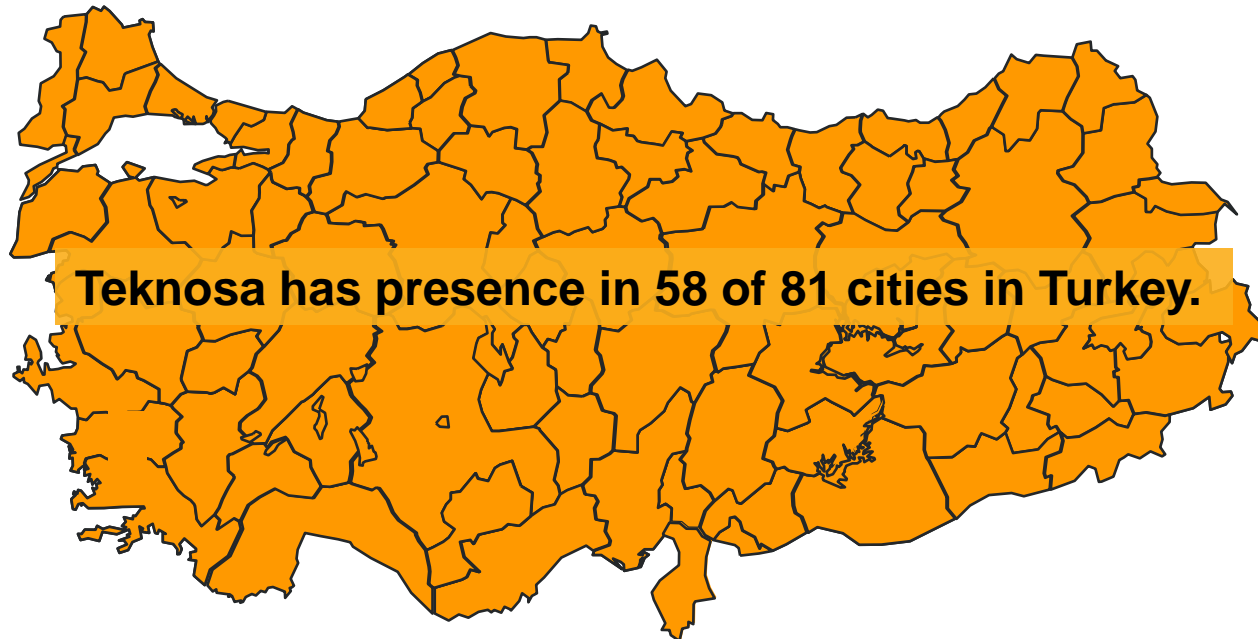 Teknosa has presence in 58 of 81 cities in Turkey.